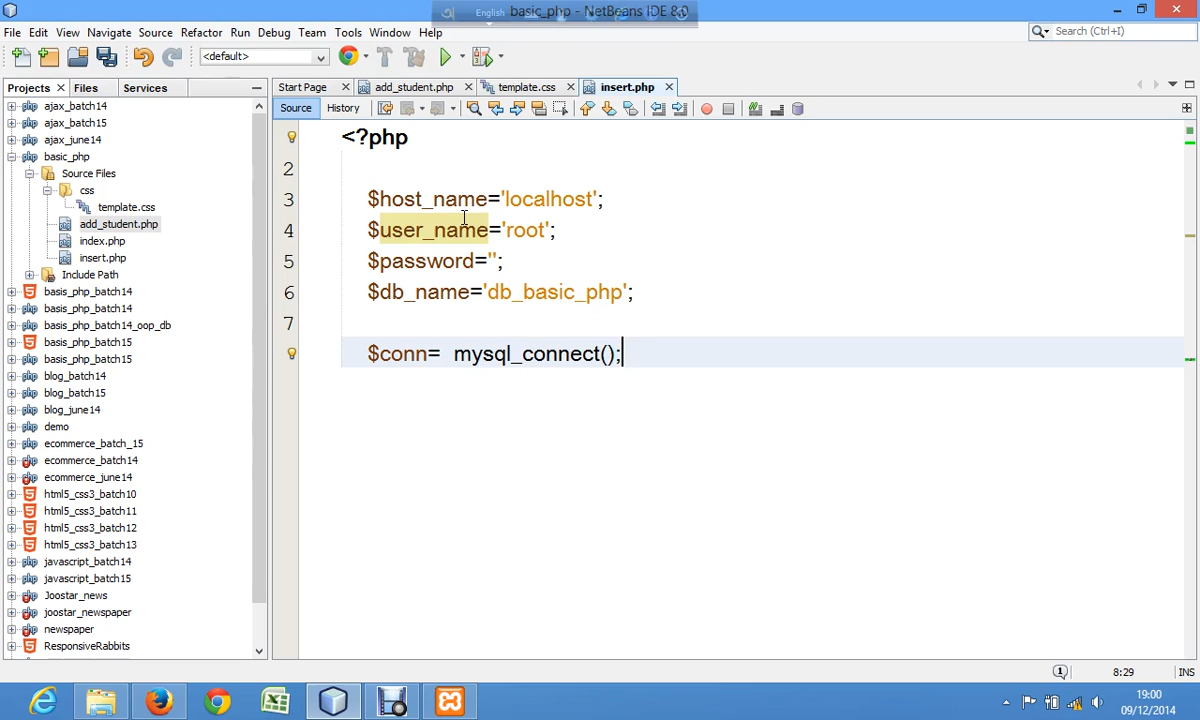 English
basic_php - NetBeans IDE 8.0
File Edit View Navigate Source Refactor Run Debug Team Tools Window Help
Search (Ctrl+I)
<default>
Projects Files Services
Start Page add_student.php template.css insert.php
Source History
ajax_batch14
ajax_batch15
ajax_june14
basic_php
Source Files
css
template.css
add_student.php
index.php
insert.php
Include Path
basis_php_batch14
basis_php_batch14
basis_php_batch14_oop_db
basis_php_batch15
basis_php_batch15
blog_batch14
blog_batch15
blog_june14
demo
ecommerce_batch_15
ecommerce_batch14
ecommerce_june14
html5_css3_batch10
html5_css3_batch11
html5_css3_batch12
html5_css3_batch13
javascript_batch14
javascript_batch15
Joostar_news
joostar_newspaper
newspaper
ResponsiveRabbits
<?php
2
3 $host_name='localhost';
4 $user_name='root';
5 $password='';
6 $db_name='db_basic_php';
7
$conn= mysql_connect();
1 8:29 INS
19:00
09/12/2014